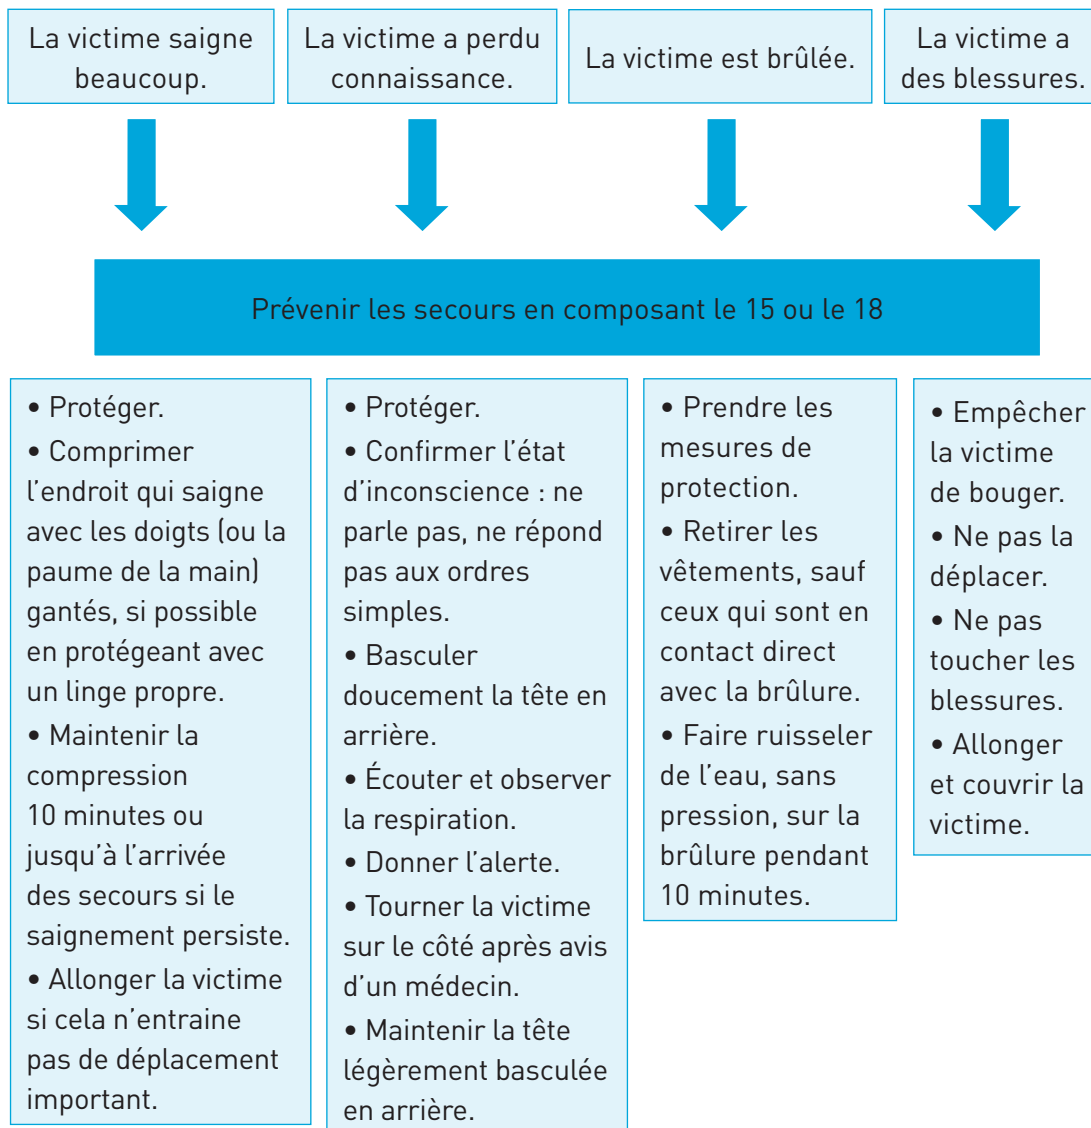 La victime saigne
beaucoup.
La victime a perdu
connaissance.
La victime est brûlée.
La victime a
des blessures.
Prévenir les secours en composant le 15 ou le 18
• Protéger.
• Comprimer
l'endroit qui saigne
avec les doigts (ou la
paume de la main)
gantés, si possible
en protégeant avec
un linge propre.
• Maintenir la
compression
10 minutes ou
jusqu'à l'arrivée
des secours si le
saignement persiste.
• Allonger la victime
si cela n'entraine
pas de déplacement
important.
• Protéger.
• Confirmer l'état
d'inconscience : ne
parle pas, ne répond
pas aux ordres
simples.
• Basculer
doucement la tête en
arrière.
• Écouter et observer
la respiration.
• Donner l'alerte.
• Tourner la victime
sur le côté après avis
d'un médecin.
• Maintenir la tête
légèrement basculée
en arrière.
• Prendre les
mesures de
protection.
• Retirer les
vêtements, sauf
ceux qui sont en
contact direct
avec la brûlure.
• Faire ruisseler
de l'eau, sans
pression, sur la
brûlure pendant
10 minutes.
• Empêcher
la victime
de bouger.
• Ne pas la
déplacer.
• Ne pas
toucher les
blessures.
• Allonger
et couvrir la
victime.